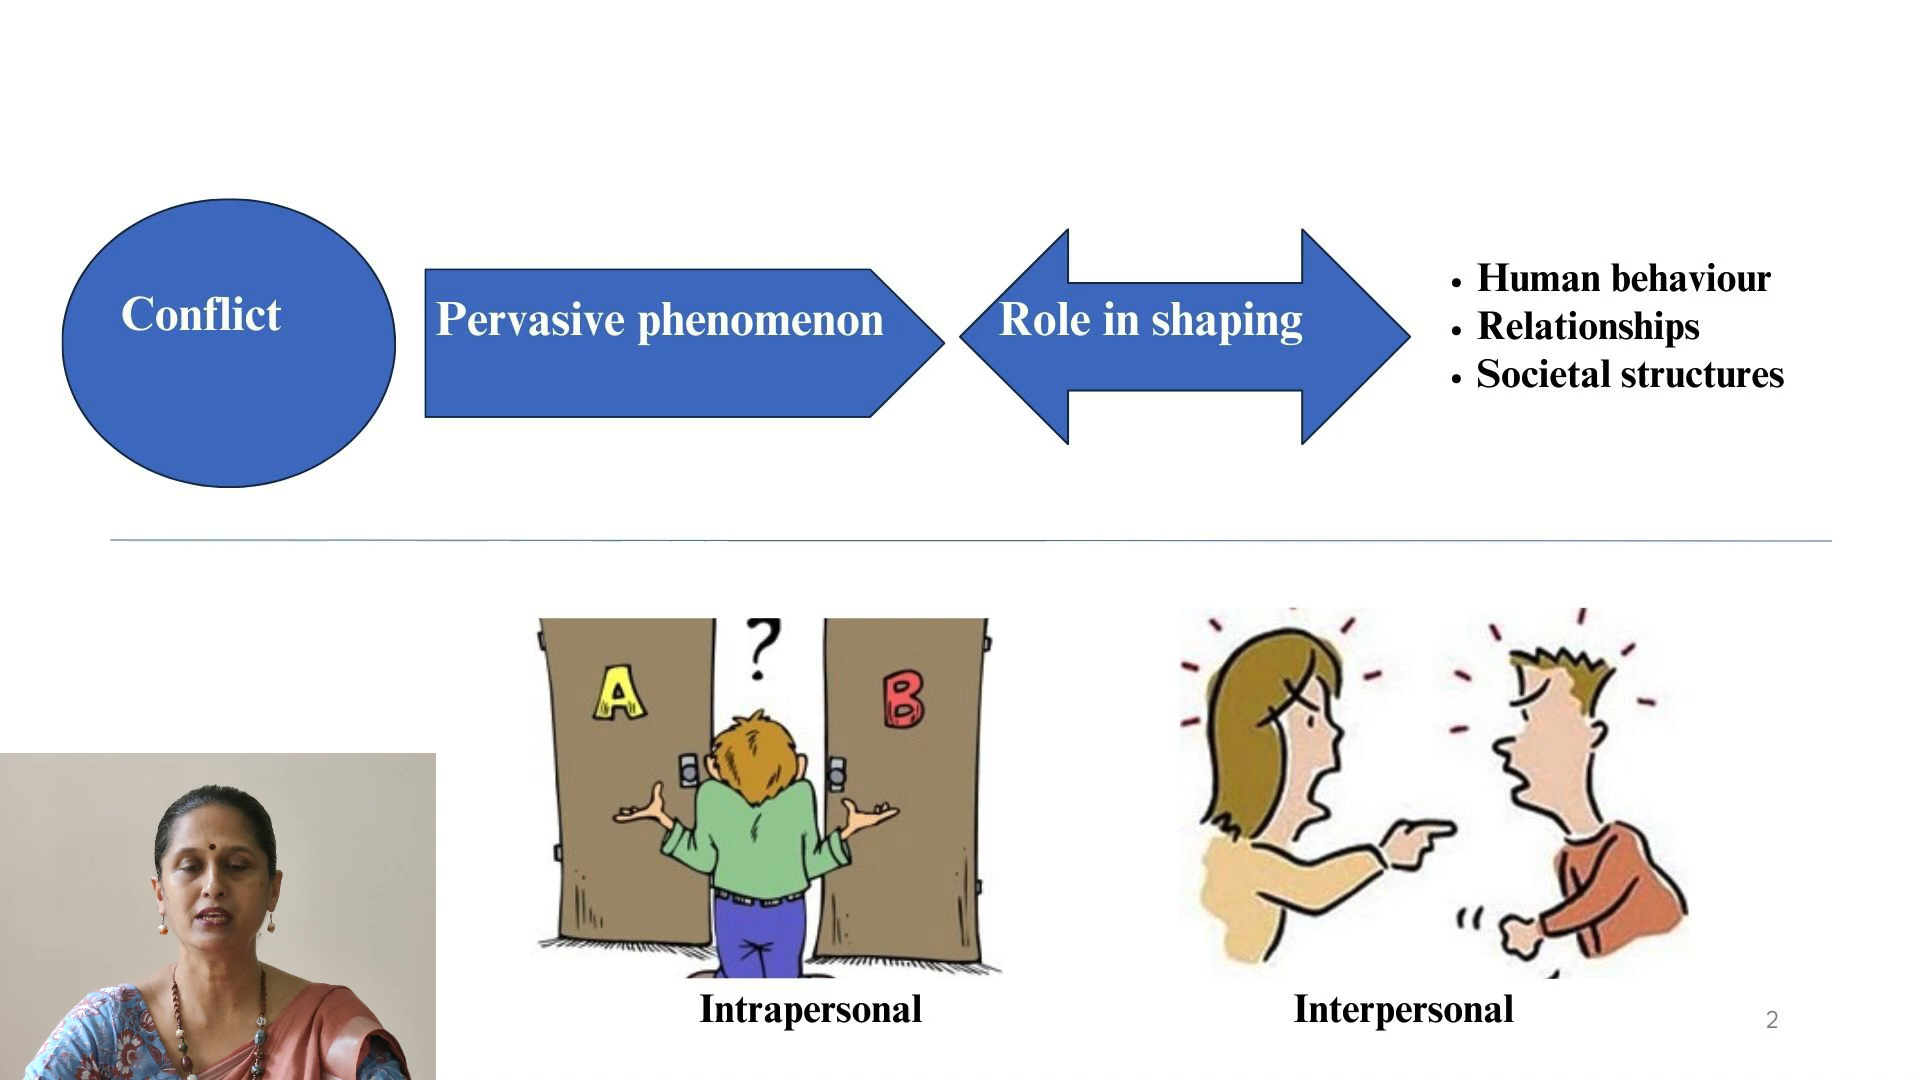 Conflict
Pervasive phenomenon
Role in shaping
• Human behaviour
• Relationships
• Societal structures
?
A
B
Intrapersonal
Interpersonal
2